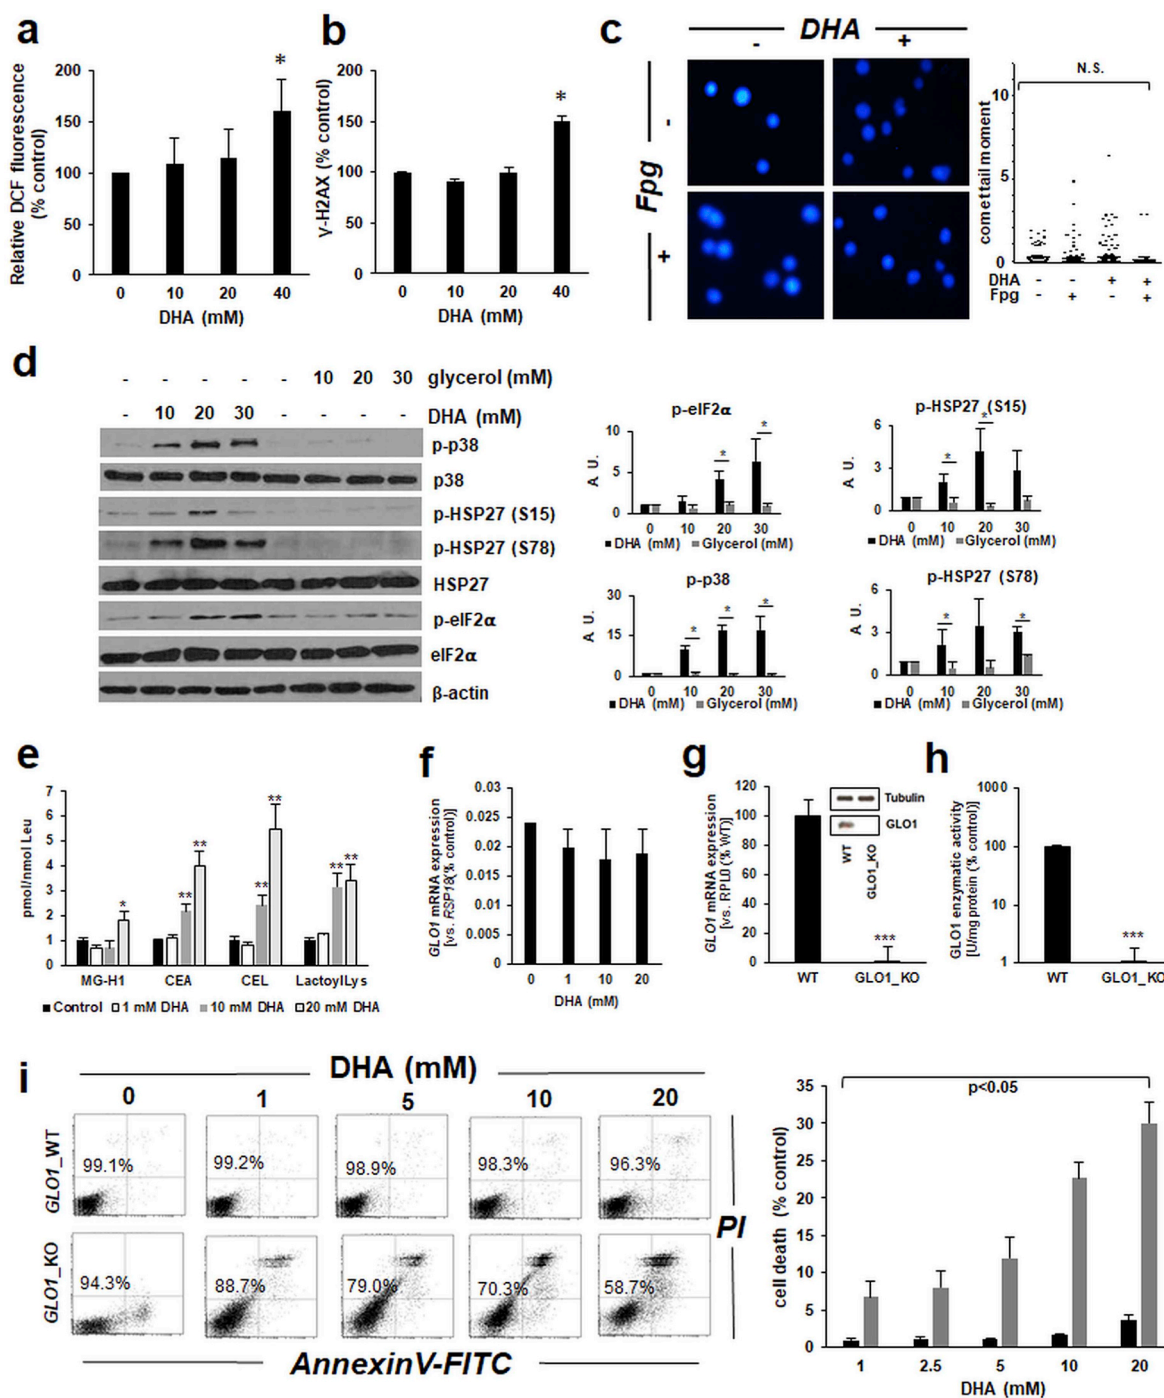 a
Relative DCF fluorescence
(% control)
200
150
100
50
0
*
0 10 20 40
DHA (mM)
b
γ-H2AX (% control)
200
150
100
50
0
*
0 10 20 40
DHA (mM)
c
DHA
- +
Fpg
-
+
comet tail moment
10
5
0
N.S.
DHA - - + +
Fpg - + - +
d
- - - - - 10 20 30 glycerol (mM)
- 10 20 30 - - - - DHA (mM)
p-p38
p38
p-HSP27 (S15)
p-HSP27 (S78)
HSP27
p-eIF2α
eIF2α
β-actin
p-eIF2α
A. U.
10
5
0
* *
0 10 20 30
DHA (mM) Glycerol (mM)
p-HSP27 (S15)
A. U.
6
3
0
* *
0 10 20 30
DHA (mM) Glycerol (mM)
p-p38
A. U.
30
15
0
* * *
0 10 20 30
DHA (mM) Glycerol (mM)
p-HSP27 (S78)
A. U.
6
3
0
* *
0 10 20 30
DHA (mM) Glycerol (mM)
e
pmol/nmol Leu
7
6
5
4
3
2
1
0
* ** ** ** ** ** **
MG-H1 CEA CEL LactoylLys
Control 1 mM DHA 10 mM DHA 20 mM DHA
f
GLO1 mRNA expression
[vs. RSP18(% control)]
0.03
0.025
0.02
0.015
0.01
0.005
0
0 1 10 20
DHA (mM)
g
GLO1 mRNA expression
[vs. RPL0 (% WT)]
120
100
80
60
40
20
0
Tubulin
GLO1
WT
GLO1_KO
***
WT GLO1_KO
h
GLO1 enzymatic activity
[U/mg protein (% control)]
1000
100
10
1
***
WT GLO1_KO
i
DHA (mM)
0 1 5 10 20
GLO1_WT
99.1% 99.2% 98.9% 98.3% 96.3%
GLO1_KO
94.3% 88.7% 79.0% 70.3% 58.7%
PI
AnnexinV-FITC
cell death (% control)
35
30
25
20
15
10
5
0
p<0.05
1 2.5 5 10 20
DHA (mM)